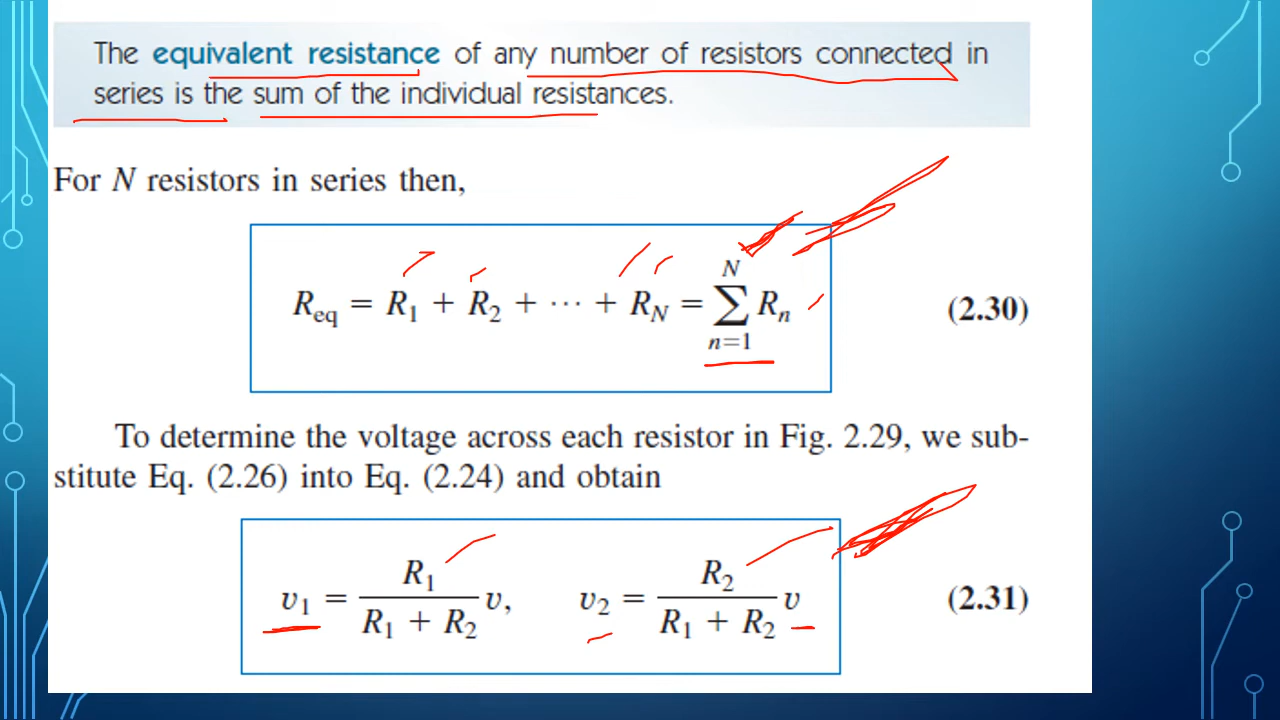 The equivalent resistance of any number of resistors connected in
series is the sum of the individual resistances.
For N resistors in series then,
R_eq = R_1 + R_2 + ⋯ + R_N = ∑_{n=1}^{N} R_n (2.30)
To determine the voltage across each resistor in Fig. 2.29, we sub-
stitute Eq. (2.26) into Eq. (2.24) and obtain
v_1 = R_1 / (R_1 + R_2) v, v_2 = R_2 / (R_1 + R_2) v (2.31)